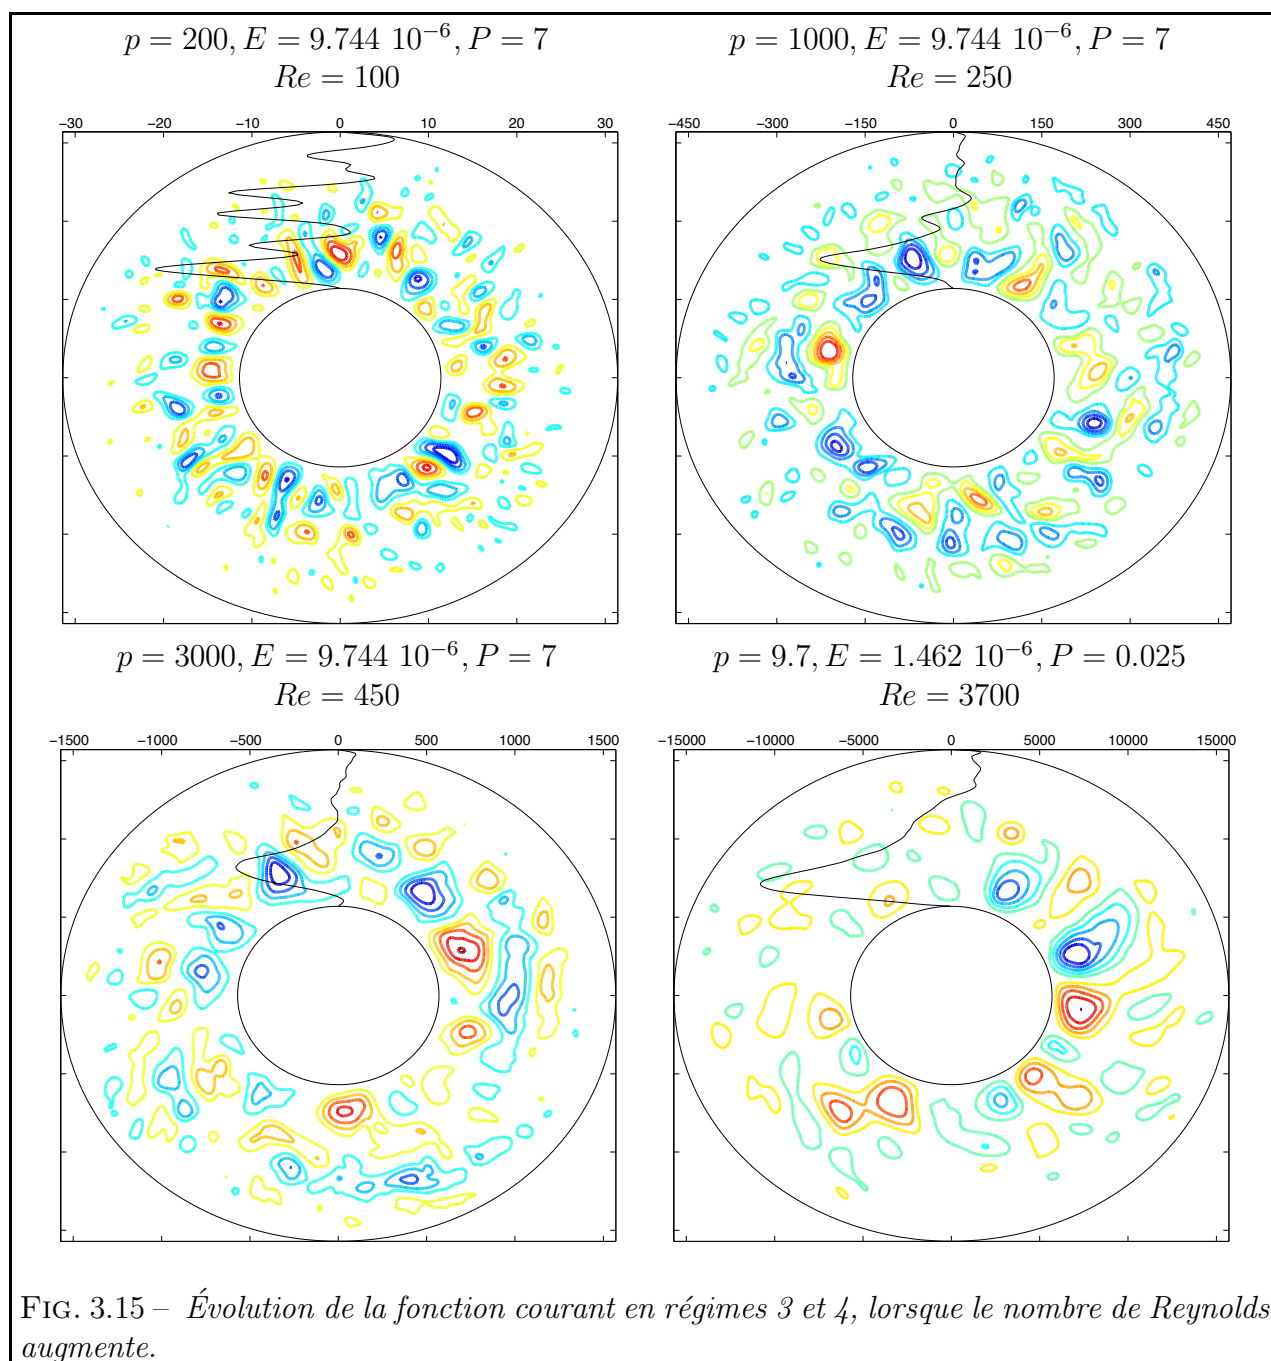 p = 200, E = 9.744 10⁻⁶, P = 7
Re = 100
−30 −20 −10 0 10 20 30
p = 1000, E = 9.744 10⁻⁶, P = 7
Re = 250
−450 −300 −150 0 150 300 450
p = 3000, E = 9.744 10⁻⁶, P = 7
Re = 450
−1500 −1000 −500 0 500 1000 1500
p = 9.7, E = 1.462 10⁻⁶, P = 0.025
Re = 3700
−15000 −10000 −5000 0 5000 10000 15000
FIG. 3.15 – Évolution de la fonction courant en régimes 3 et 4, lorsque le nombre de Reynolds
augmente.